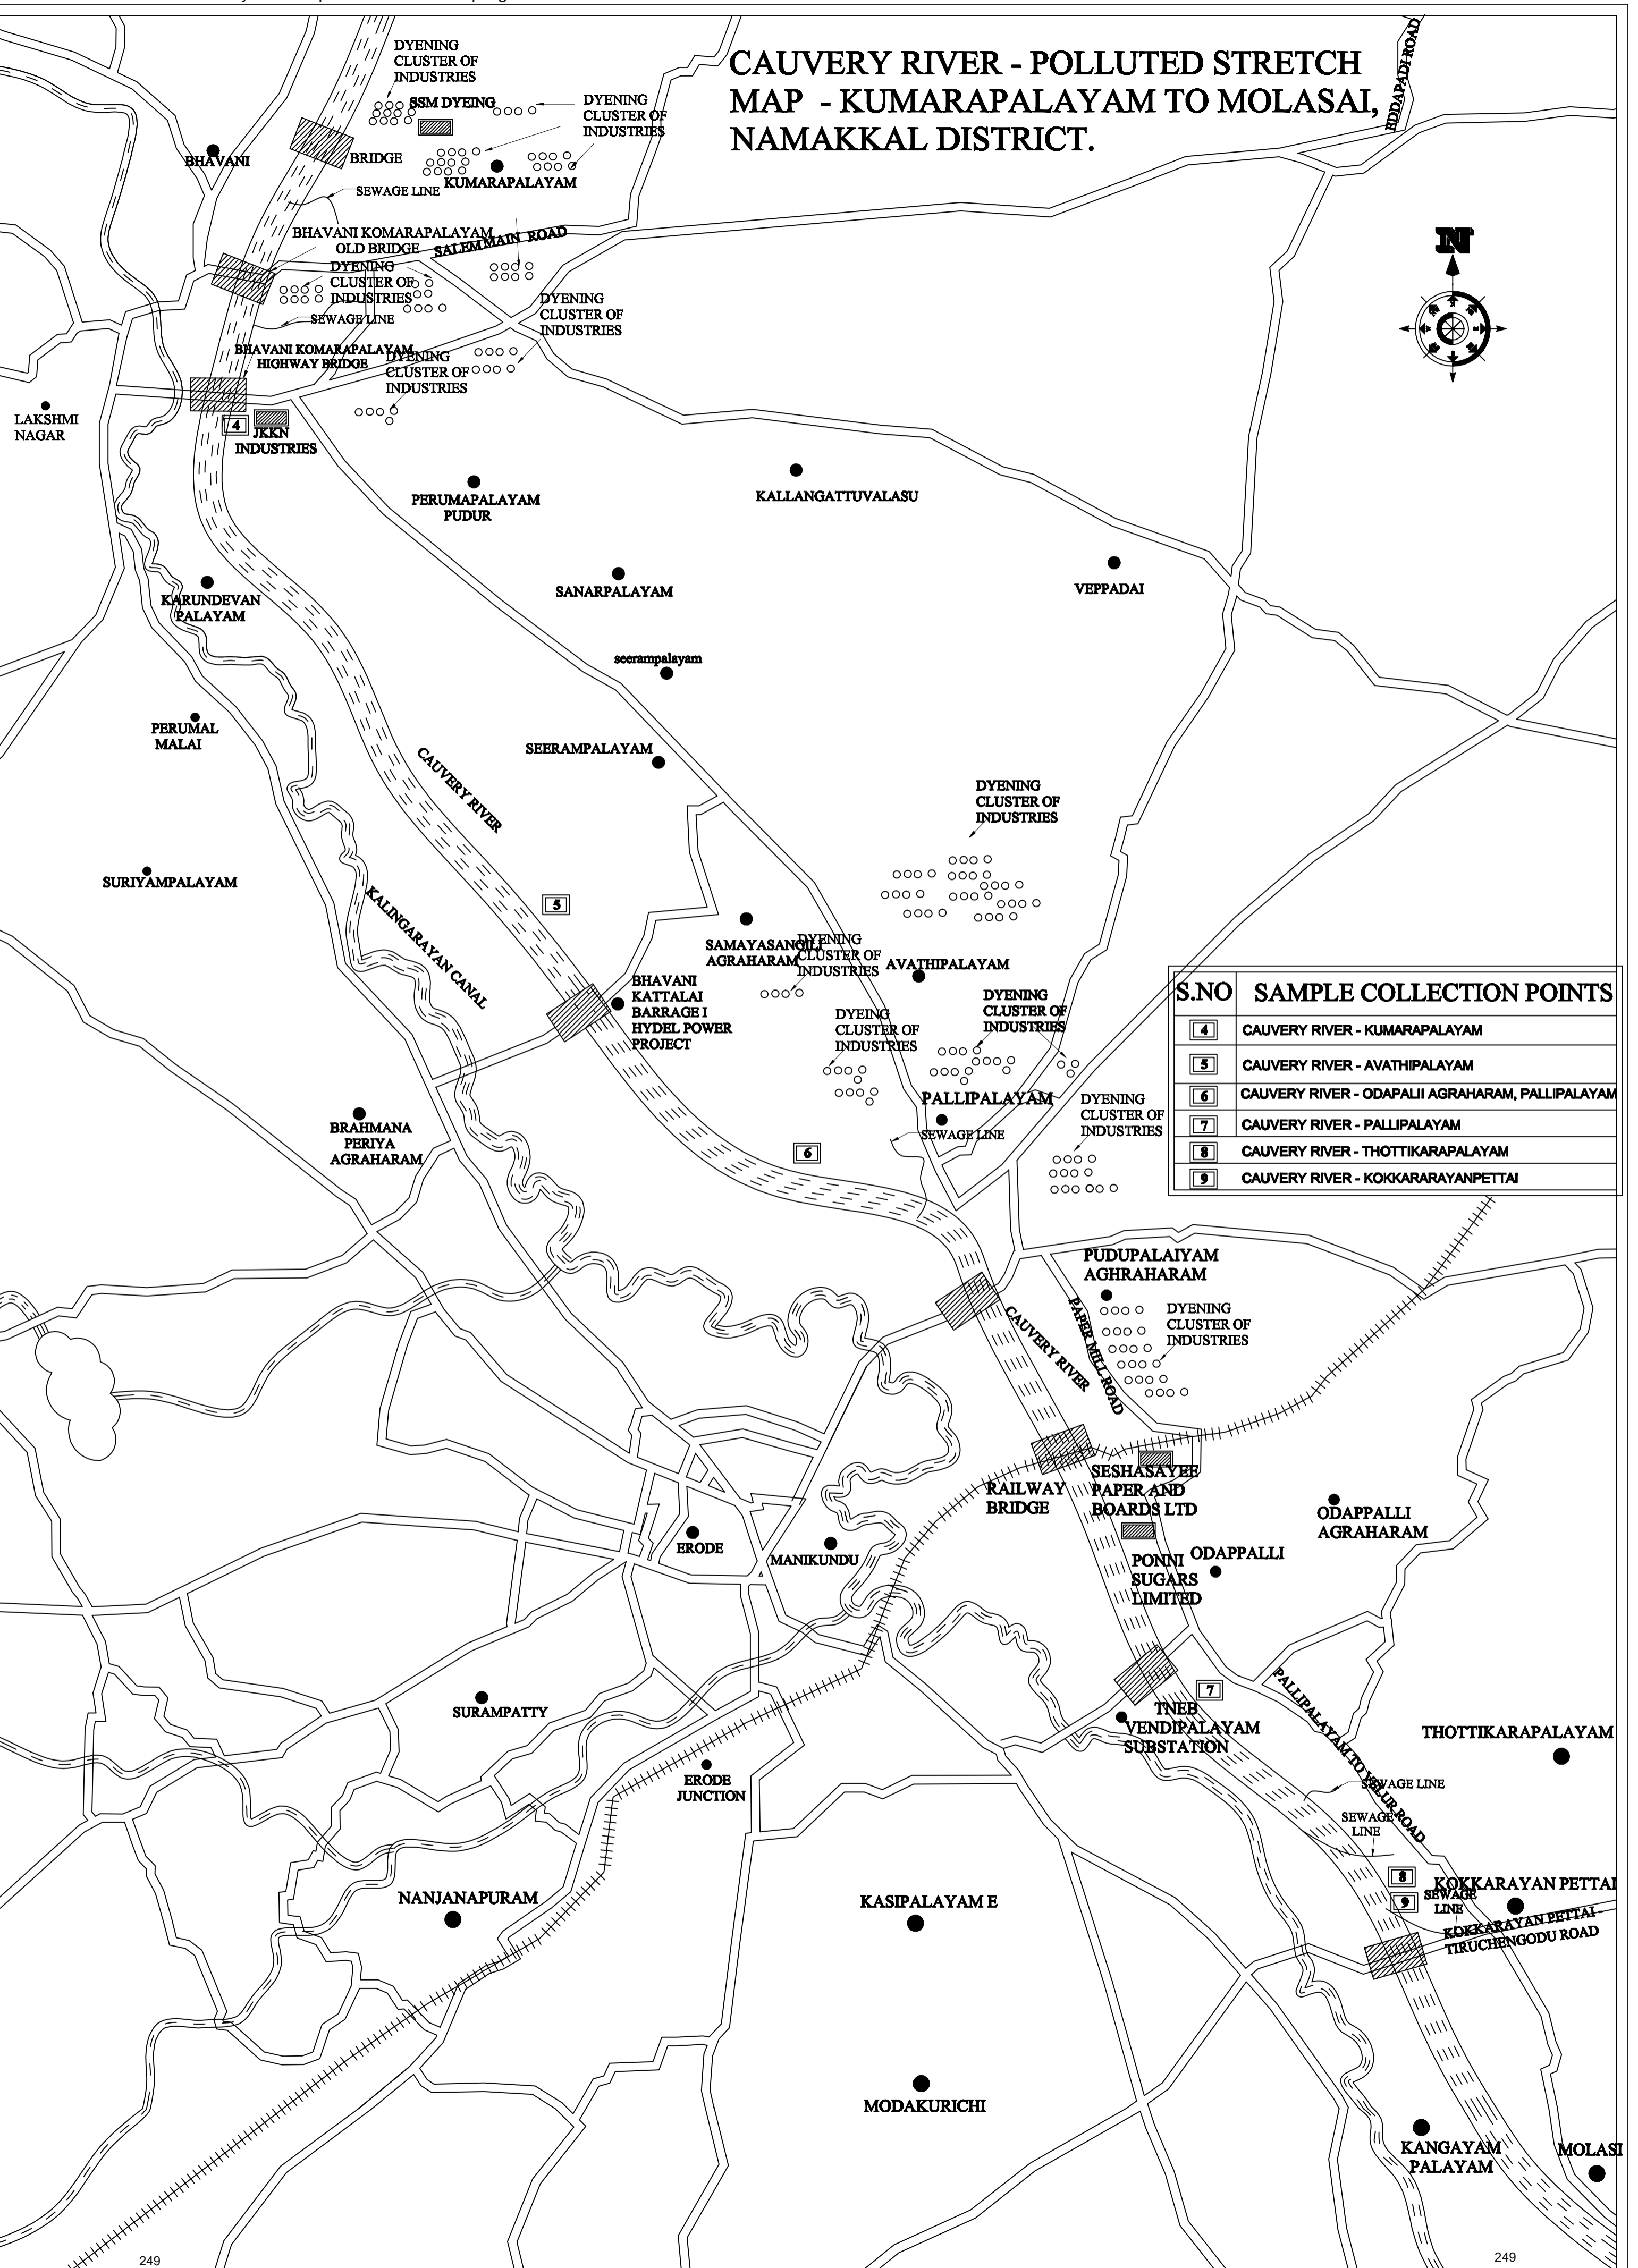 CAUVERY RIVER - POLLUTED STRETCH
MAP - KUMARAPALAYAM TO MOLASAI,
NAMAKKAL DISTRICT.
EDDAPADI ROAD
N
DYENING
CLUSTER OF
INDUSTRIES
SSM DYEING
DYENING
CLUSTER OF
INDUSTRIES
BHAVANI
BRIDGE
KUMARAPALAYAM
SEWAGE LINE
BHAVANI KOMARAPALAYAM
OLD BRIDGE
SALEM MAIN ROAD
DYENING
CLUSTER OF
INDUSTRIES
SEWAGE LINE
DYENING
CLUSTER OF
INDUSTRIES
BHAVANI KOMARAPALAYAM
HIGHWAY BRIDGE
DYENING
CLUSTER OF
INDUSTRIES
LAKSHMI
NAGAR
4
JKKN
INDUSTRIES
PERUMAPALAYAM
PUDUR
KALLANGATTUVALASU
SANARPALAYAM
VEPPADAI
KARUNDEVAN
PALAYAM
seerampalayam
PERUMAL
MALAI
SEERAMPALAYAM
CAUVERY RIVER
DYENING
CLUSTER OF
INDUSTRIES
SURIYAMPALAYAM
KALINGARAYAN CANAL
5
SAMAYASANGILI
AGRAHARAM
DYENING
CLUSTER OF
INDUSTRIES
AVATHIPALAYAM
BHAVANI
KATTALAI
BARRAGE I
HYDEL POWER
PROJECT
DYEING
CLUSTER OF
INDUSTRIES
DYENING
CLUSTER OF
INDUSTRIES
S.NO SAMPLE COLLECTION POINTS
4 CAUVERY RIVER - KUMARAPALAYAM
5 CAUVERY RIVER - AVATHIPALAYAM
6 CAUVERY RIVER - ODAPALII AGRAHARAM, PALLIPALAYAM
7 CAUVERY RIVER - PALLIPALAYAM
8 CAUVERY RIVER - THOTTIKARAPALAYAM
9 CAUVERY RIVER - KOKKARARAYANPETTAI
PALLIPALAYAM
SEWAGE LINE
DYENING
CLUSTER OF
INDUSTRIES
BRAHMANA
PERIYA
AGRAHARAM
6
PUDUPALAIYAM
AGHRAHARAM
CAUVERY RIVER
PAPER MILL ROAD
DYENING
CLUSTER OF
INDUSTRIES
RAILWAY
BRIDGE
SESHASAYEE
PAPER AND
BOARDS LTD
ODAPPALLI
AGRAHARAM
ERODE
MANIKUNDU
PONNI
SUGARS
LIMITED
ODAPPALLI
7
SURAMPATTY
TNEB
VENDIPALAYAM
SUBSTATION
PALLIPALAYAM TO VELUR ROAD
THOTTIKARAPALAYAM
ERODE
JUNCTION
SEWAGE LINE
SEWAGE
LINE
8
9
SEWAGE
LINE
KOKKARAYAN PETTAI
KOKKARAYAN PETTAI -
TIRUCHENGODU ROAD
NANJANAPURAM
KASIPALAYAM E
MODAKURICHI
KANGAYAM
PALAYAM
MOLASI
249
249